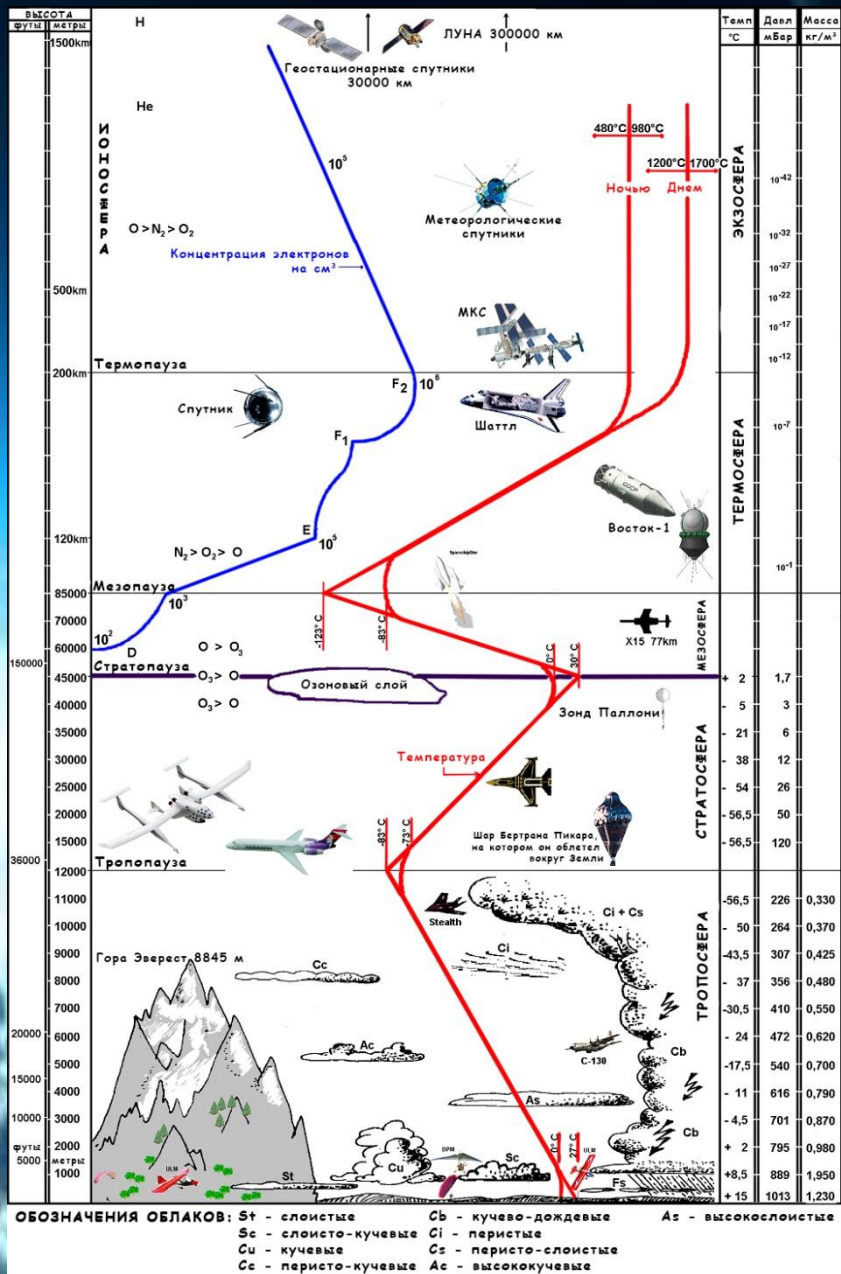 ВЫСОТА
футы метры
Темп Давл Масса
°C мБар кг/м³
1500km
H
ЛУНА 300000 км
Геостационарные спутники
30000 км
He
ИОНОСФЕРА
10⁵
480°C 980°C
1200°C 1700°C
Ночью
Днем
ЭКЗОСФЕРА
10⁻⁴²
Метеорологические
спутники
O > N₂ > O₂
10⁻³²
Концентрация электронов
на см³
10⁻²⁷
500km
10⁻²²
МКС
10⁻¹⁷
10⁻¹²
Термопауза
200km
F₂ 10⁶
Спутник
Шаттл
10⁻⁷
F₁
ТЕРМОСФЕРА
СССР
Восток-1
120km
E
10⁵
N₂ > O₂ > O
SpaceshipOne
10⁻¹
Мезопауза
85000
10³
70000
-123° C
-83° C
X15 77km
МЕЗОСФЕРА
10²
D
60000
O > O₃
0° C
30° C
150000
Стратопауза
O₃ > O
45000
Озоновый слой
+ 2 1,7
40000
O₃ > O
Зонд Паллони
- 5 3
35000
- 21 6
30000
Температура
- 38 12
СТРАТОСФЕРА
25000
- 54 26
20000
-56,5 50
-83° C
-73° C
15000
Шар Бертрана Пикара,
на котором он облетел
вокруг Земли
-56,5 120
36000
Тропопауза
12000
11000
Stealth
Ci + Cs
-56,5 226 0,330
10000
- 50 264 0,370
9000
Ci
-43,5 307 0,425
Гора Эверест 8845 м
Cc
8000
- 37 356 0,480
ТРОПОСФЕРА
7000
-30,5 410 0,550
20000
6000
- 24 472 0,620
Ac
C-130
Cb
15000
5000
-17,5 540 0,700
4000
- 11 616 0,790
10000
As
3000
-4,5 701 0,870
Cb
футы
5000
2000
метры
0° C
27° C
ULM
+ 2 795 0,980
DPM
Sc
Cu
1000
ULM
St
Fs
+8,5 889 1,950
+ 15 1013 1,230
ОБОЗНАЧЕНИЯ ОБЛАКОВ: St - слоистые Cb - кучево-дождевые As - высокослоистые
Sc - слоисто-кучевые Ci - перистые
Cu - кучевые Cs - перисто-слоистые
Cc - перисто-кучевые Ac - высококучевые